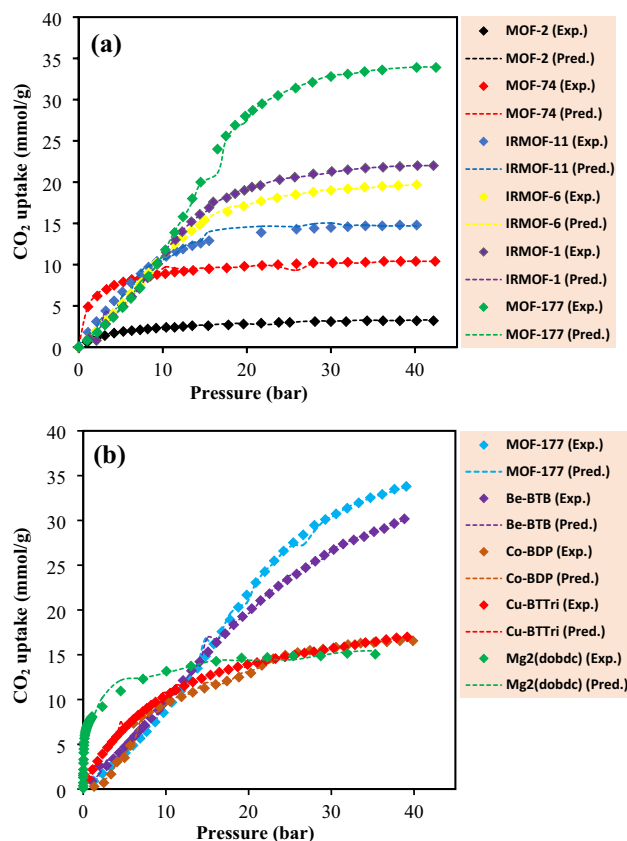 (a)
CO2 uptake (mmol/g)
40
35
30
25
20
15
10
5
0
0 10 20 30 40
Pressure (bar)
MOF-2 (Exp.)
MOF-2 (Pred.)
MOF-74 (Exp.)
MOF-74 (Pred.)
IRMOF-11 (Exp.)
IRMOF-11 (Pred.)
IRMOF-6 (Exp.)
IRMOF-6 (Pred.)
IRMOF-1 (Exp.)
IRMOF-1 (Pred.)
MOF-177 (Exp.)
MOF-177 (Pred.)
(b)
CO2 uptake (mmol/g)
40
35
30
25
20
15
10
5
0
0 10 20 30 40
Pressure (bar)
MOF-177 (Exp.)
MOF-177 (Pred.)
Be-BTB (Exp.)
Be-BTB (Pred.)
Co-BDP (Exp.)
Co-BDP (Pred.)
Cu-BTTri (Exp.)
Cu-BTTri (Pred.)
Mg2(dobdc) (Exp.)
Mg2(dobdc) (Pred.)